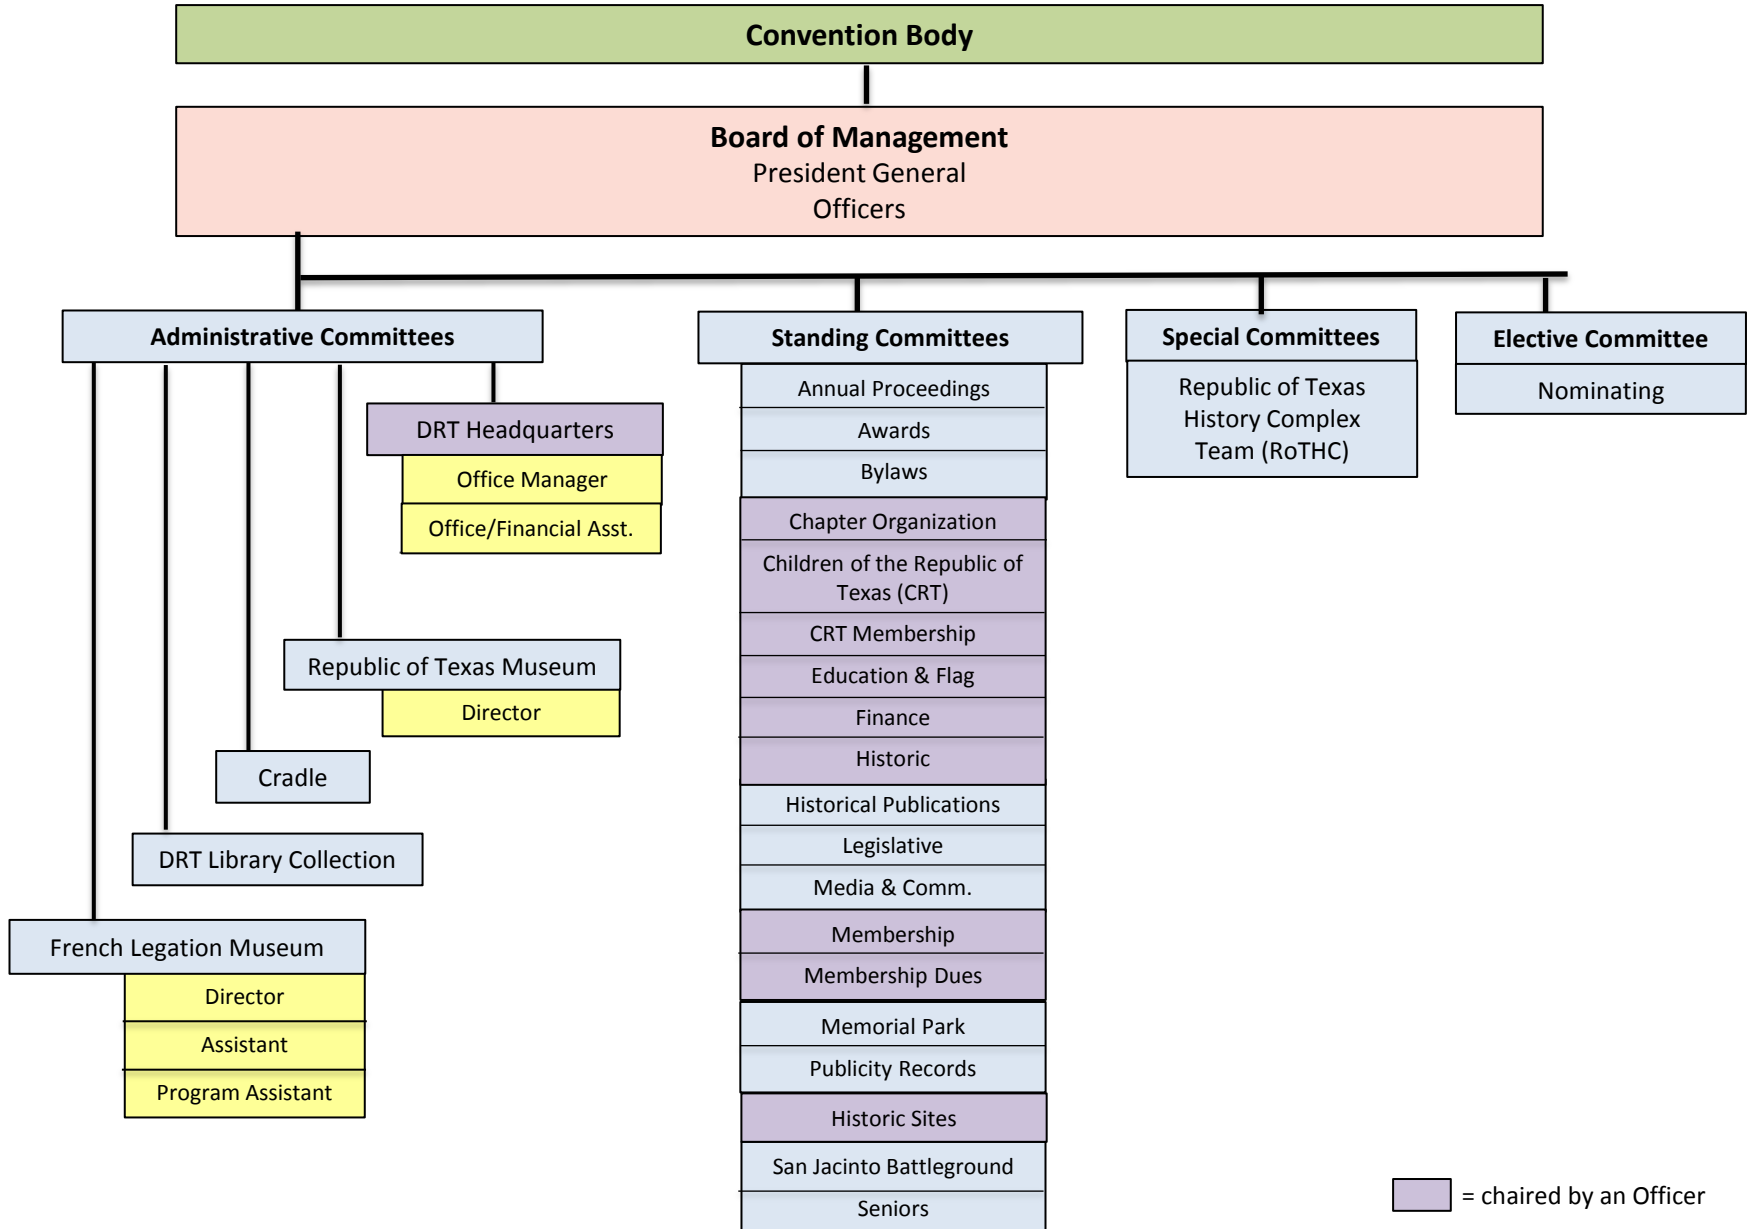 Convention Body
Board of Management
President General
Officers
Administrative Committees
DRT Headquarters
Office Manager
Office/Financial Asst.
Republic of Texas Museum
Director
Cradle
DRT Library Collection
French Legation Museum
Director
Assistant
Program Assistant
Standing Committees
Annual Proceedings
Awards
Bylaws
Chapter Organization
Children of the Republic of
Texas (CRT)
CRT Membership
Education & Flag
Finance
Historic
Historical Publications
Legislative
Media & Comm.
Membership
Membership Dues
Memorial Park
Publicity Records
Historic Sites
San Jacinto Battleground
Seniors
Special Committees
Republic of Texas
History Complex
Team (RoTHC)
Elective Committee
Nominating
= chaired by an Officer